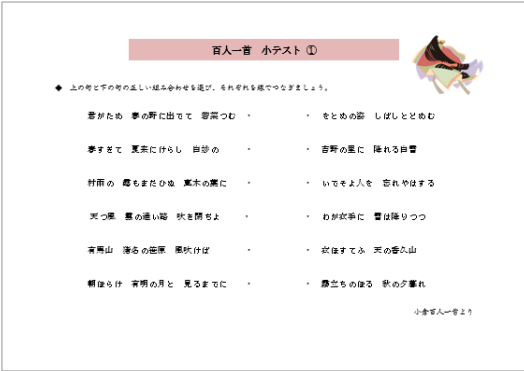 百人一首 小テスト ①
◆ 上の句と下の句の正しい組み合わせを選び、それぞれを線でつなぎましょう。
君がため 春の野に出でて 若菜つむ ・ ・ をとめの姿 しばしとどめむ
春すぎて 夏来にけらし 白妙の ・ ・ 吉野の里に 降れる白雪
村雨の 露もまだひぬ 真木の葉に ・ ・ いでそよ人を 忘れやはする
天つ風 雲の通い路 吹き閉ぢよ ・ ・ わが衣手に 雪は降りつつ
有馬山 猪名の笹原 風吹けば ・ ・ 衣ほすてふ 天の香久山
朝ぼらけ 有明の月と 見るまでに ・ ・ 霧立ちのぼる 秋の夕暮れ
小倉百人一首より